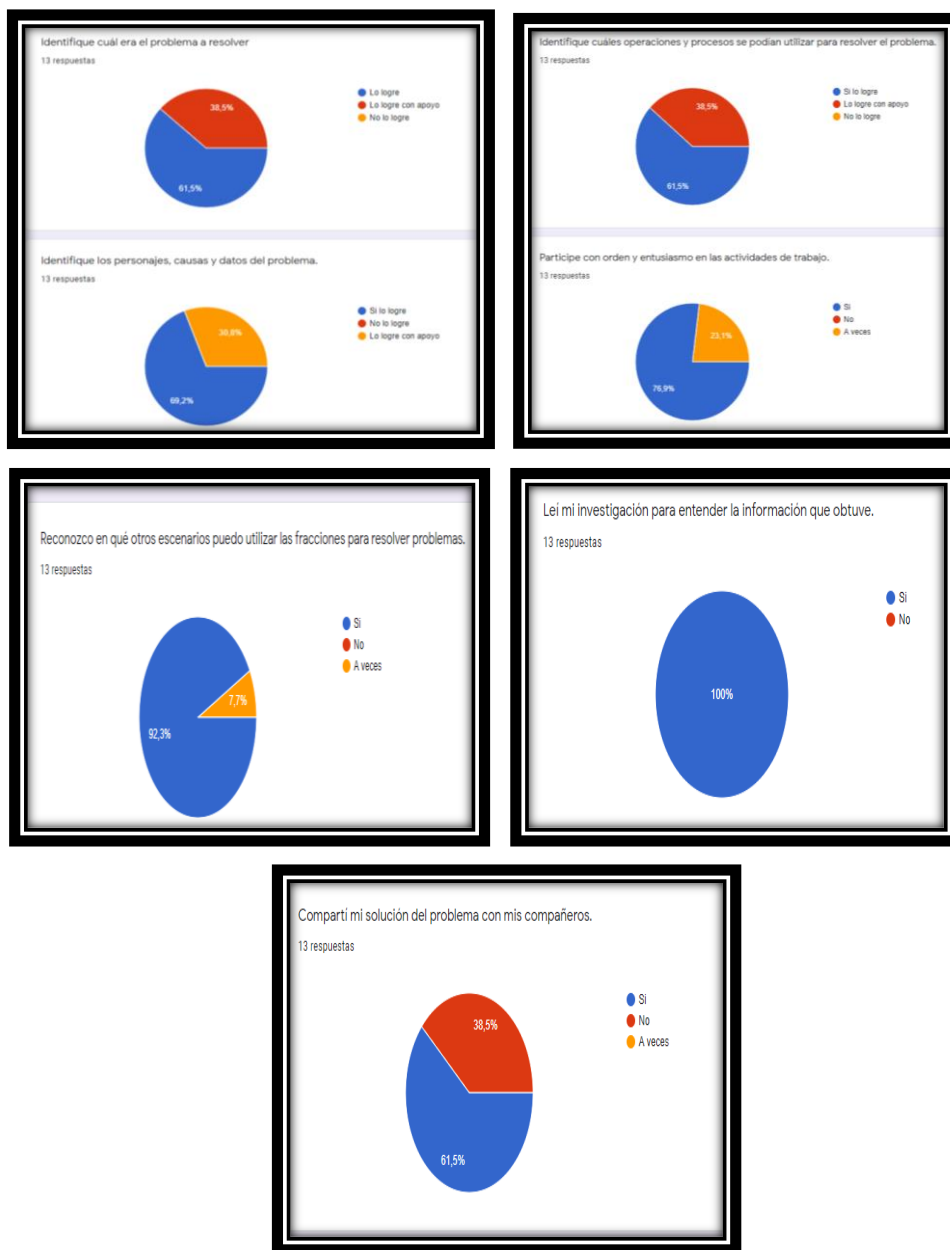 Identifique cuál era el problema a resolver
13 respuestas
38,5%
61,5%
Lo logre
Lo logre con apoyo
No lo logre
Identifique los personajes, causas y datos del problema.
13 respuestas
30,8%
69,2%
Si lo logre
No lo logre
Lo logre con apoyo
Identifique cuáles operaciones y procesos se podian utilizar para resolver el problema.
13 respuestas
38,5%
61,5%
Si lo logre
Lo logre con apoyo
No lo logre
Participe con orden y entusiasmo en las actividades de trabajo.
13 respuestas
23,1%
76,9%
Si
No
A veces
Reconozco en qué otros escenarios puedo utilizar las fracciones para resolver problemas.
13 respuestas
7,7%
92,3%
Si
No
A veces
Leí mi investigación para entender la información que obtuve.
13 respuestas
100%
Si
No
Compartí mi solución del problema con mis compañeros.
13 respuestas
38,5%
61,5%
Si
No
A veces